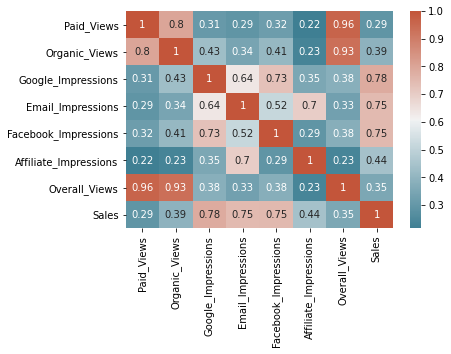 Paid_Views 1 0.8 0.31 0.29 0.32 0.22 0.96 0.29
Organic_Views 0.8 1 0.43 0.34 0.41 0.23 0.93 0.39
Google_Impressions 0.31 0.43 1 0.64 0.73 0.35 0.38 0.78
Email_Impressions 0.29 0.34 0.64 1 0.52 0.7 0.33 0.75
Facebook_Impressions 0.32 0.41 0.73 0.52 1 0.29 0.38 0.75
Affiliate_Impressions 0.22 0.23 0.35 0.7 0.29 1 0.23 0.44
Overall_Views 0.96 0.93 0.38 0.33 0.38 0.23 1 0.35
Sales 0.29 0.39 0.78 0.75 0.75 0.44 0.35 1
Paid_Views
Organic_Views
Google_Impressions
Email_Impressions
Facebook_Impressions
Affiliate_Impressions
Overall_Views
Sales
1.0
0.9
0.8
0.7
0.6
0.5
0.4
0.3